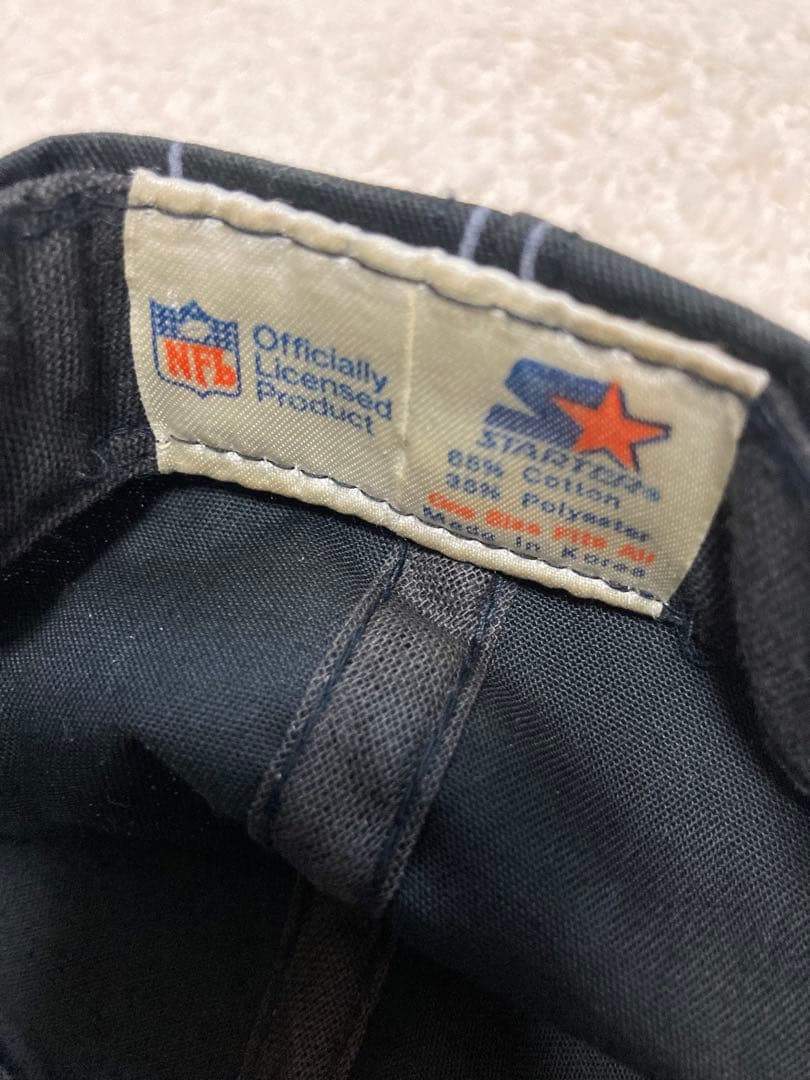 NFL
Officially
Licensed
Product
STARTER®
65% Cotton
35% Polyester
One Size Fits All
Made In Korea